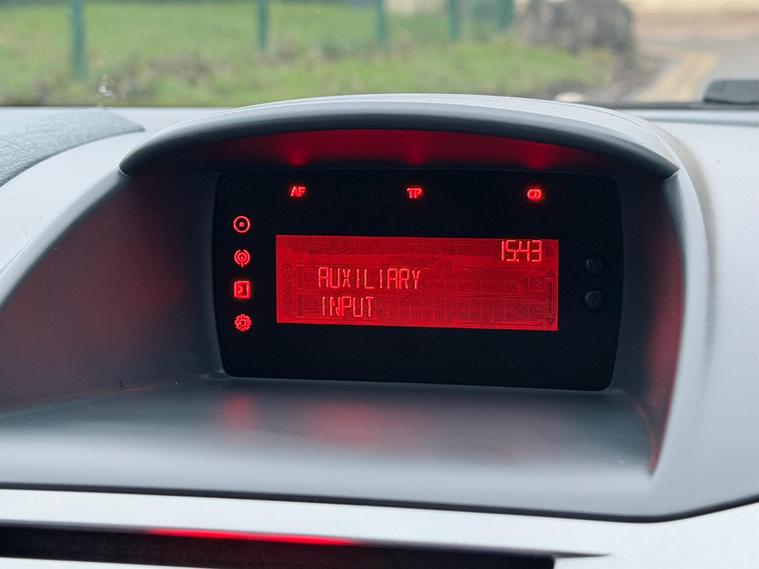 AF TP
15:43
AUXILIARY
INPUT